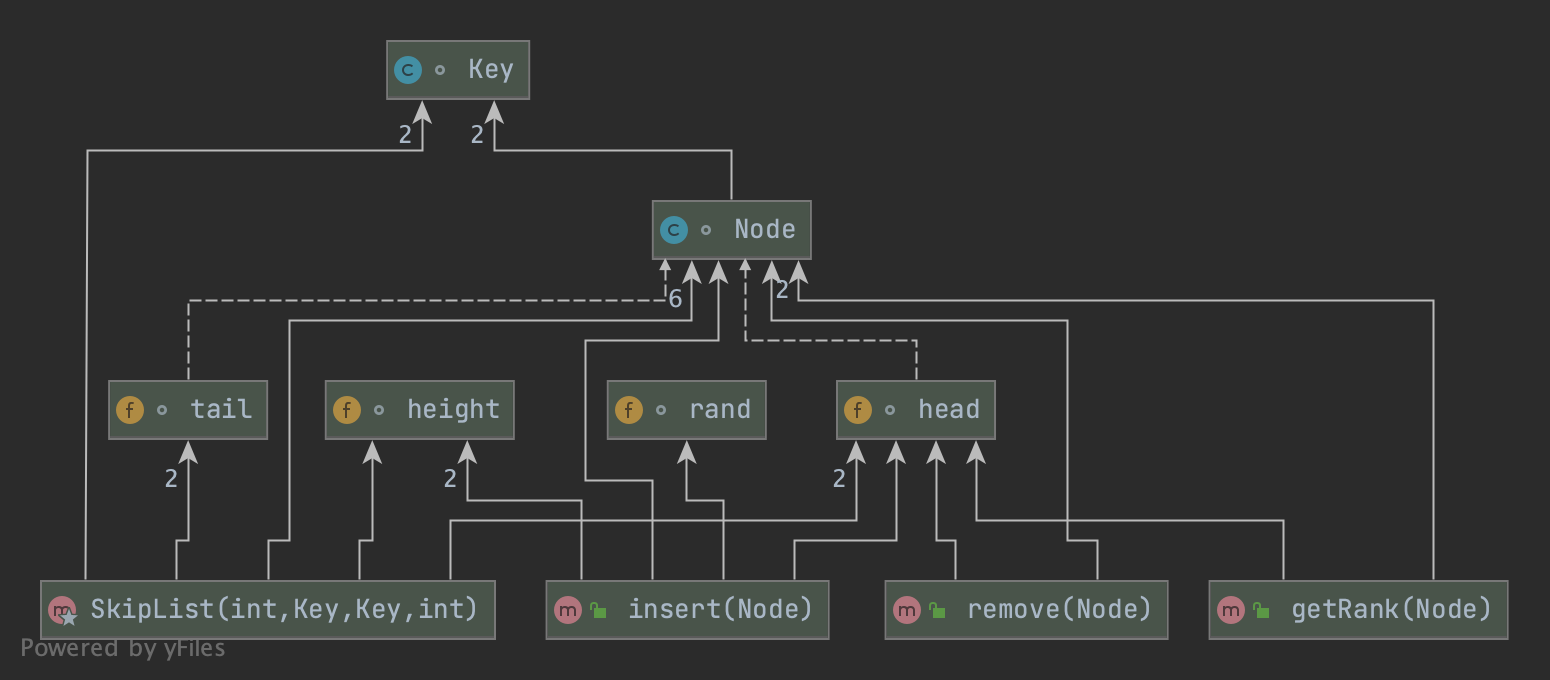 C Key
2 2
C Node
6 2
f tail f height f rand f head
2 2 2
m SkipList(int,Key,Key,int) m insert(Node) m remove(Node) m getRank(Node)
Powered by yFiles